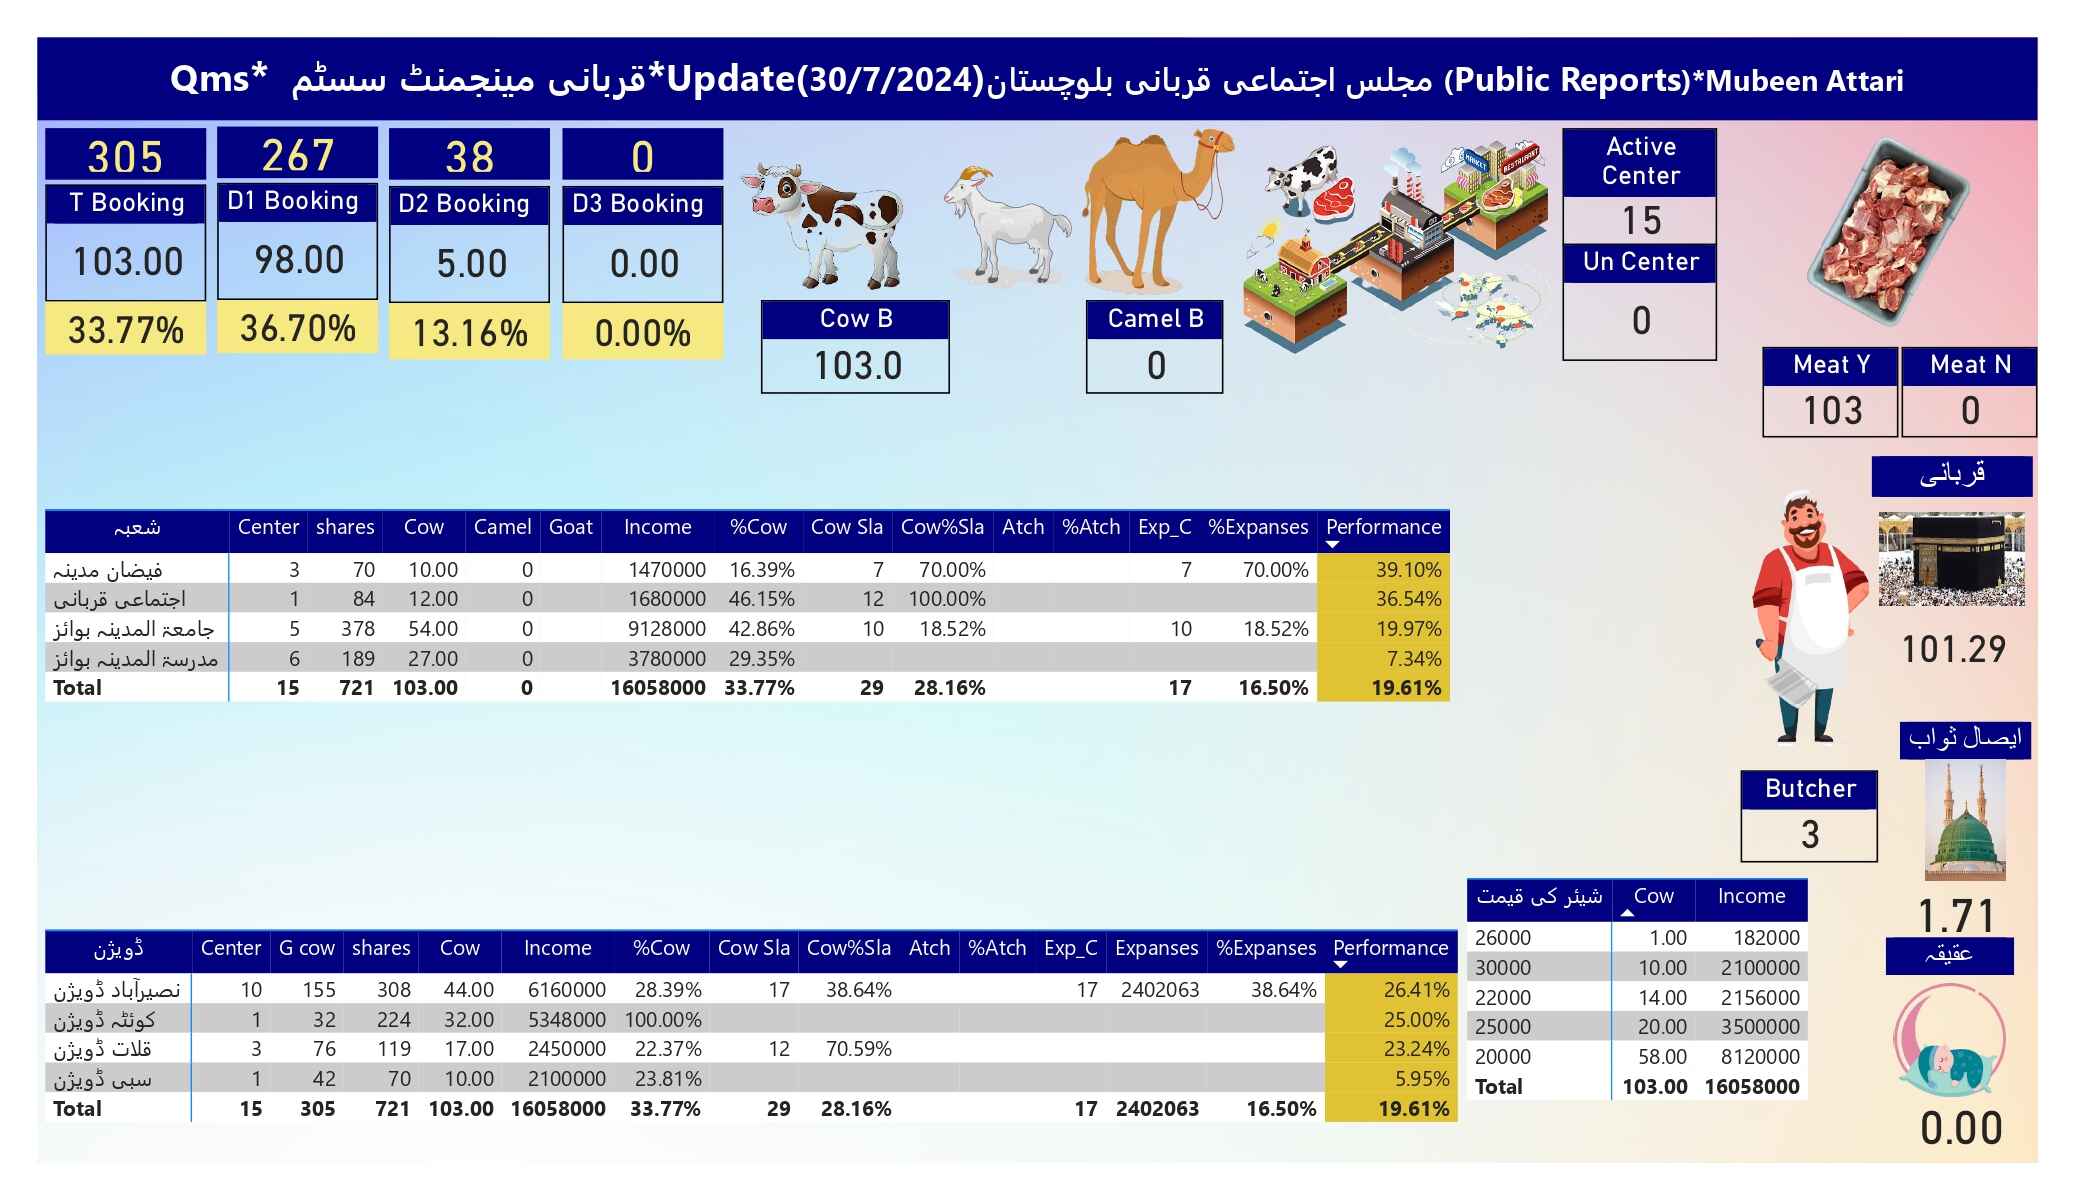 Qms* قربانی مینجمنٹ سسٹم*Update(30/7/2024)مجلس اجتماعی قربانی بلوچستان (Public Reports)*Mubeen Attari
305 267 38 0
T Booking D1 Booking D2 Booking D3 Booking
103.00 98.00 5.00 0.00
33.77% 36.70% 13.16% 0.00%
Cow B
103.0
Camel B
0
MARKET
RESTAURANT
Active Center
15
Un Center
0
Meat Y Meat N
103 0
قربانی
101.29
شعبہ Center shares Cow Camel Goat Income %Cow Cow Sla Cow%Sla Atch %Atch Exp_C %Expanses Performance
فیضان مدینہ 3 70 10.00 0 1470000 16.39% 7 70.00% 7 70.00% 39.10%
اجتماعی قربانی 1 84 12.00 0 1680000 46.15% 12 100.00% 36.54%
جامعۃ المدینہ بوائز 5 378 54.00 0 9128000 42.86% 10 18.52% 10 18.52% 19.97%
مدرسۃ المدینہ بوائز 6 189 27.00 0 3780000 29.35% 7.34%
Total 15 721 103.00 0 16058000 33.77% 29 28.16% 17 16.50% 19.61%
ایصال ثواب
1.71
Butcher
3
عقیقہ
0.00
ڈویژن Center G cow shares Cow Income %Cow Cow Sla Cow%Sla Atch %Atch Exp_C Expanses %Expanses Performance
نصیرآباد ڈویژن 10 155 308 44.00 6160000 28.39% 17 38.64% 17 2402063 38.64% 26.41%
کوئٹہ ڈویژن 1 32 224 32.00 5348000 100.00% 25.00%
قلات ڈویژن 3 76 119 17.00 2450000 22.37% 12 70.59% 23.24%
سبی ڈویژن 1 42 70 10.00 2100000 23.81% 5.95%
Total 15 305 721 103.00 16058000 33.77% 29 28.16% 17 2402063 16.50% 19.61%
شیئر کی قیمت Cow Income
26000 1.00 182000
30000 10.00 2100000
22000 14.00 2156000
25000 20.00 3500000
20000 58.00 8120000
Total 103.00 16058000